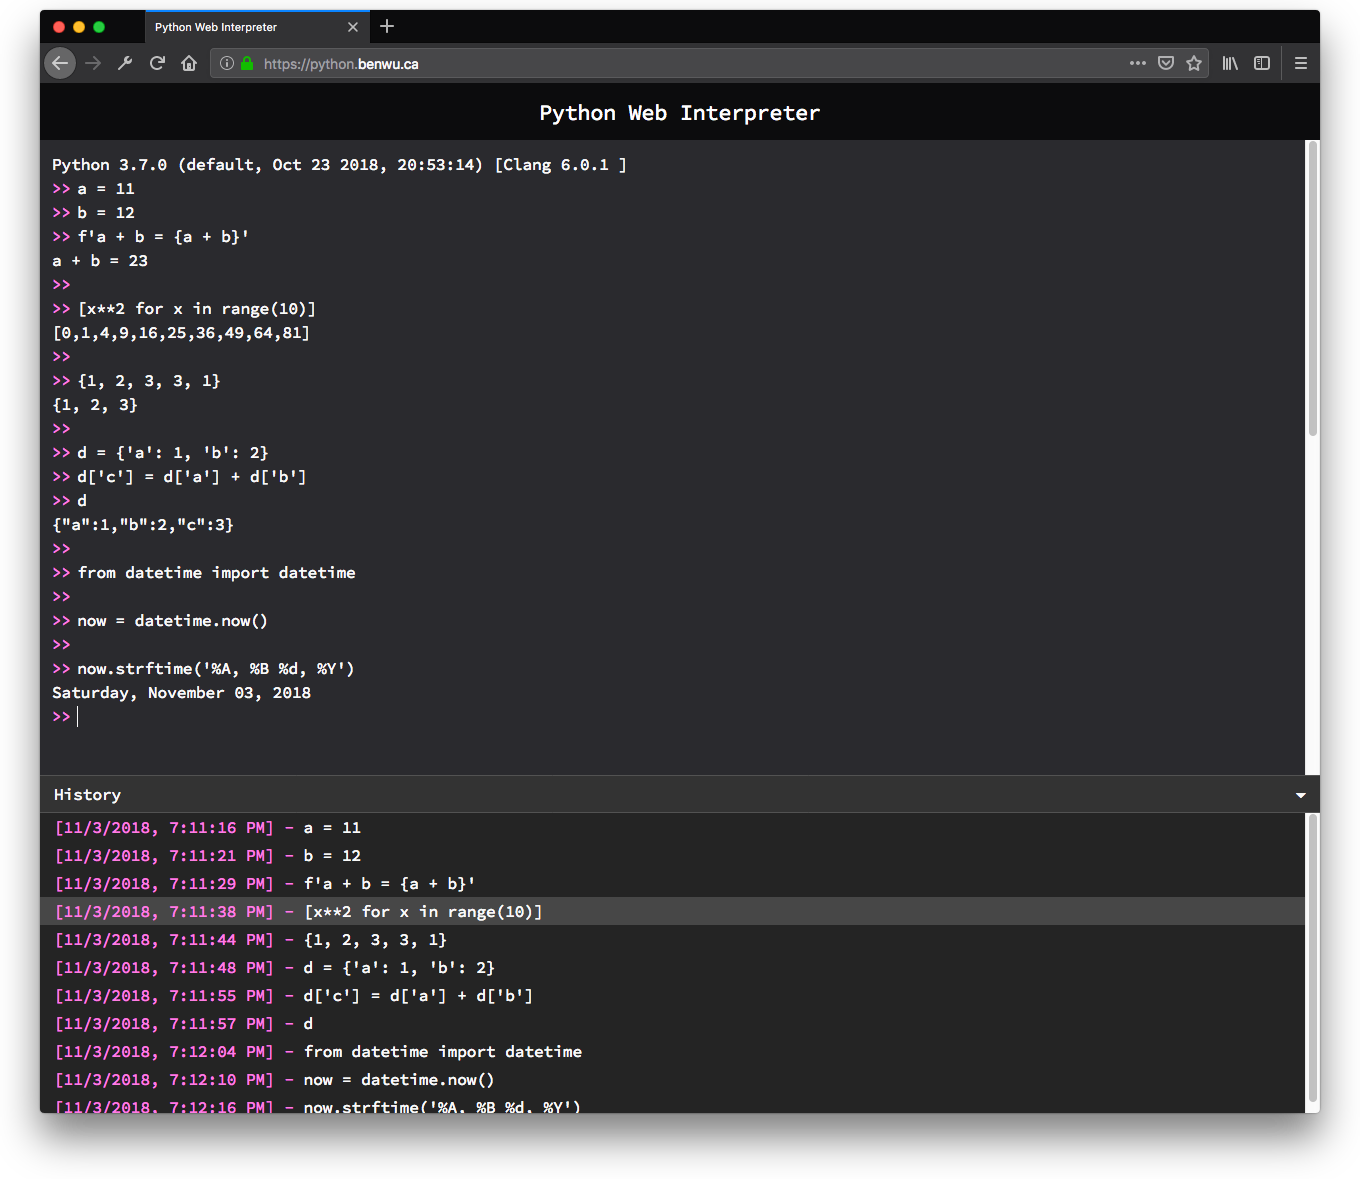 Python Web Interpreter
https://python.benwu.ca
Python Web Interpreter
Python 3.7.0 (default, Oct 23 2018, 20:53:14) [Clang 6.0.1 ]
>> a = 11
>> b = 12
>> f'a + b = {a + b}'
a + b = 23
>>
>> [x**2 for x in range(10)]
[0,1,4,9,16,25,36,49,64,81]
>>
>> {1, 2, 3, 3, 1}
{1, 2, 3}
>>
>> d = {'a': 1, 'b': 2}
>> d['c'] = d['a'] + d['b']
>> d
{"a":1,"b":2,"c":3}
>>
>> from datetime import datetime
>>
>> now = datetime.now()
>>
>> now.strftime('%A, %B %d, %Y')
Saturday, November 03, 2018
>>
History
[11/3/2018, 7:11:16 PM] - a = 11
[11/3/2018, 7:11:21 PM] - b = 12
[11/3/2018, 7:11:29 PM] - f'a + b = {a + b}'
[11/3/2018, 7:11:38 PM] - [x**2 for x in range(10)]
[11/3/2018, 7:11:44 PM] - {1, 2, 3, 3, 1}
[11/3/2018, 7:11:48 PM] - d = {'a': 1, 'b': 2}
[11/3/2018, 7:11:55 PM] - d['c'] = d['a'] + d['b']
[11/3/2018, 7:11:57 PM] - d
[11/3/2018, 7:12:04 PM] - from datetime import datetime
[11/3/2018, 7:12:10 PM] - now = datetime.now()
[11/3/2018, 7:12:16 PM] - now.strftime('%A, %B %d, %Y')